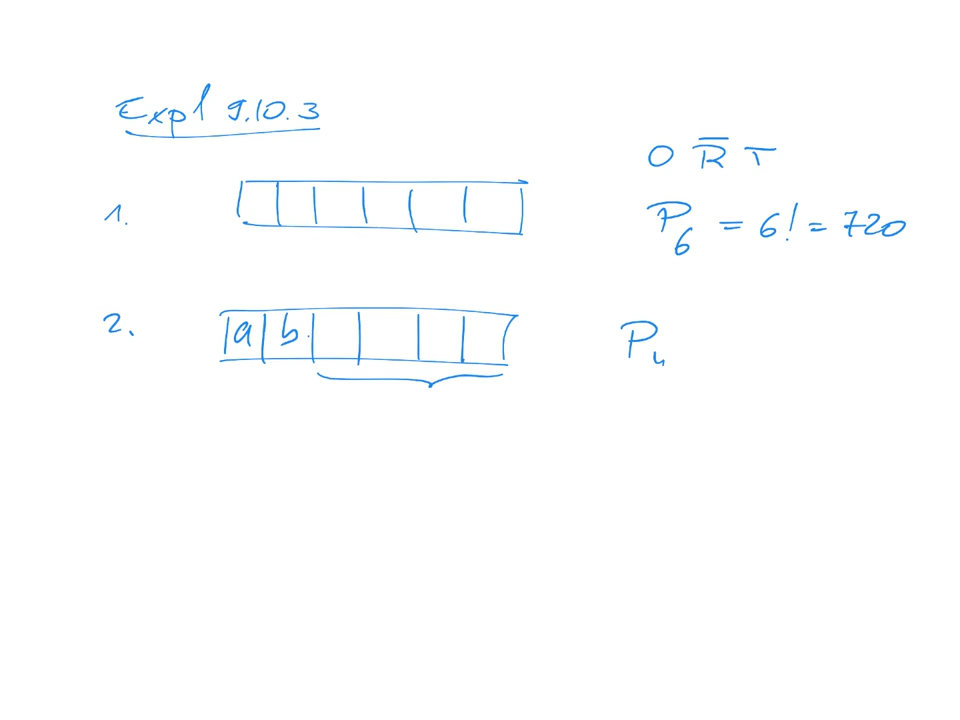 Expl 9.10.3
O R̅ T
1.
P₆ = 6! = 720
2. a b
P₄